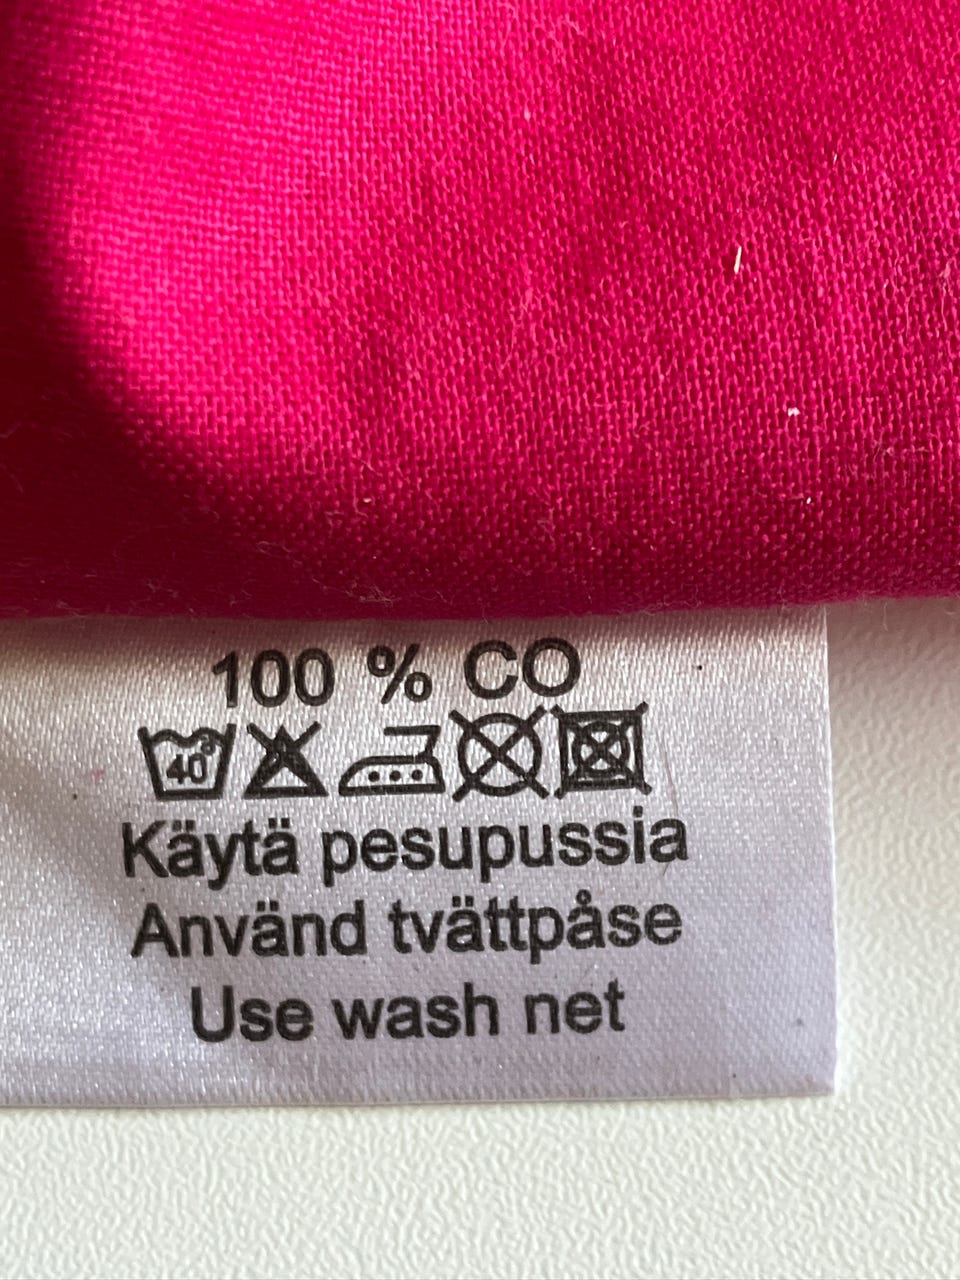 100 % CO
40°
Käytä pesupussia
Använd tvättpåse
Use wash net